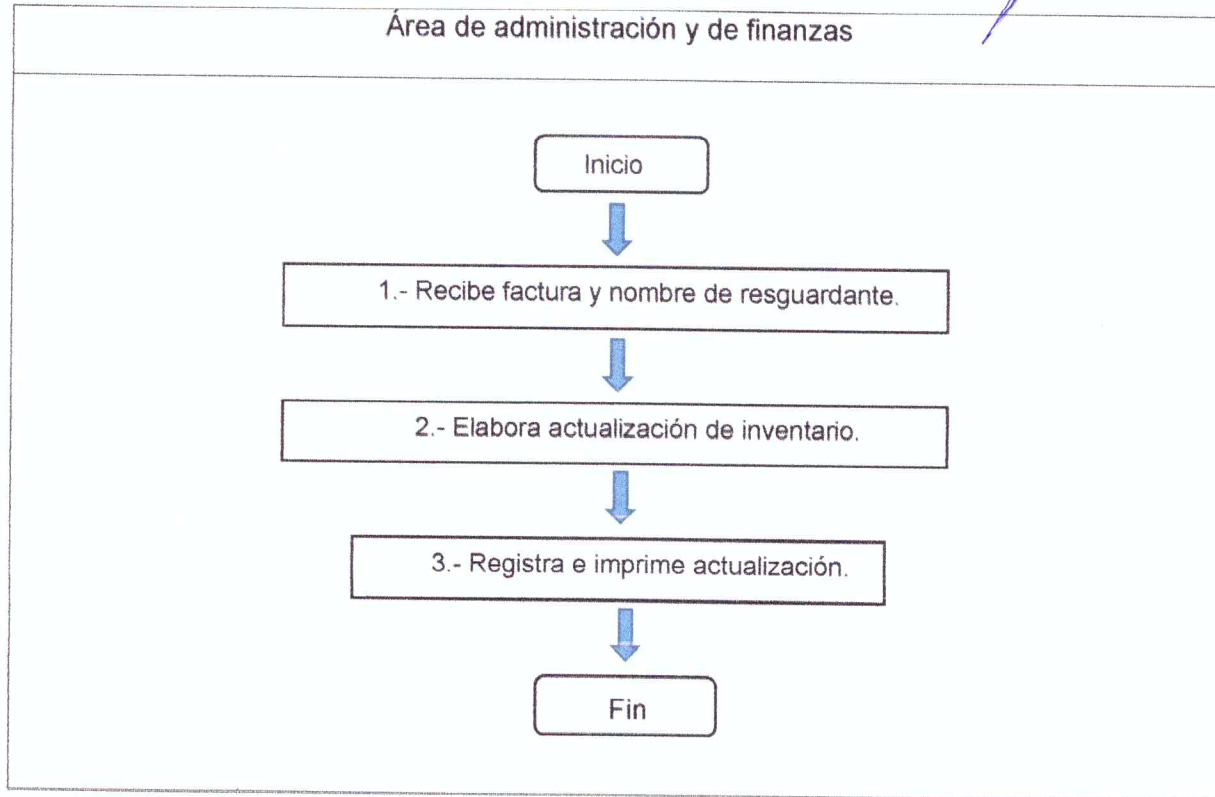 Área de administración y de finanzas
Inicio
1.- Recibe factura y nombre de resguardante.
2.- Elabora actualización de inventario.
3.- Registra e imprime actualización.
Fin